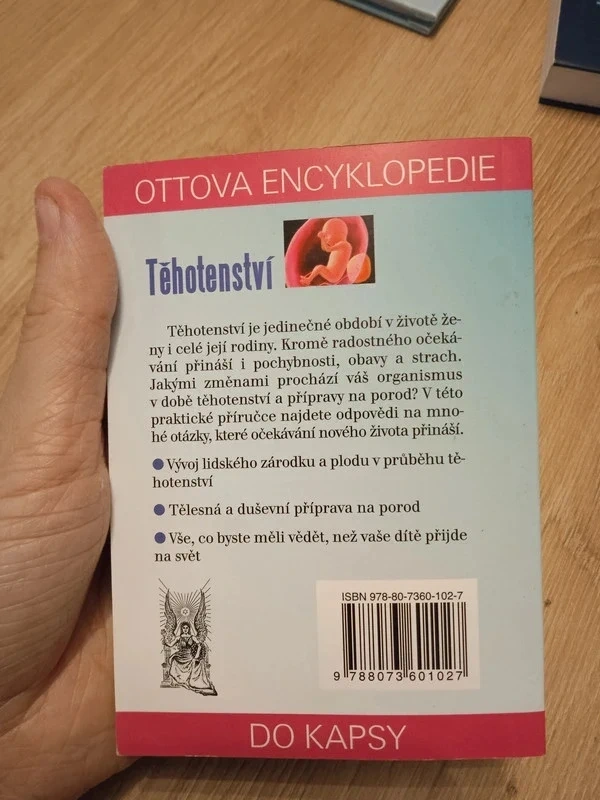 OTTOVA ENCYKLOPEDIE
Těhotenství
Těhotenství je jedinečné období v životě že-
ny i celé její rodiny. Kromě radostného očeká-
vání přináší i pochybnosti, obavy a strach.
Jakými změnami prochází váš organismus
v době těhotenství a přípravy na porod? V této
praktické příručce najdete odpovědi na mno-
hé otázky, které očekávání nového života přináší.
● Vývoj lidského zárodku a plodu v průběhu tě-
hotenství
● Tělesná a duševní příprava na porod
● Vše, co byste měli vědět, než vaše dítě přijde
na svět
ISBN 978-80-7360-102-7
9 788073 601027
DO KAPSY